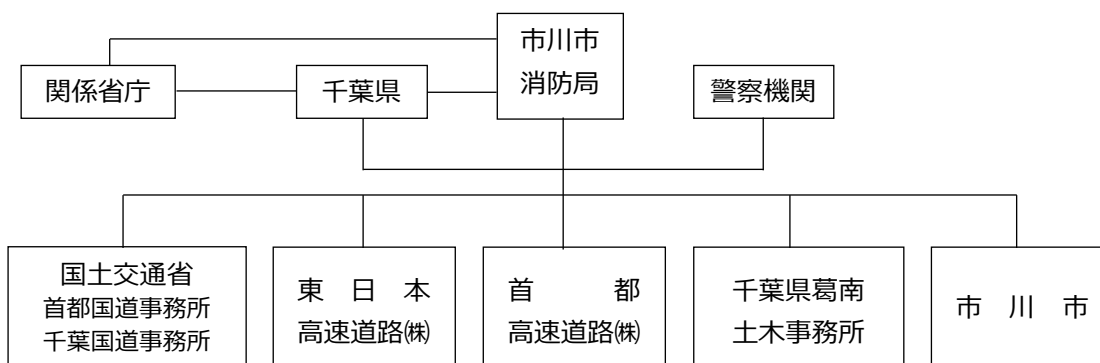 市川市
消防局
関係省庁
千葉県
警察機関
国土交通省
首都国道事務所
千葉国道事務所
東　日　本
高速道路㈱
首　　　都
高速道路㈱
千葉県葛南
土木事務所
市　川　市